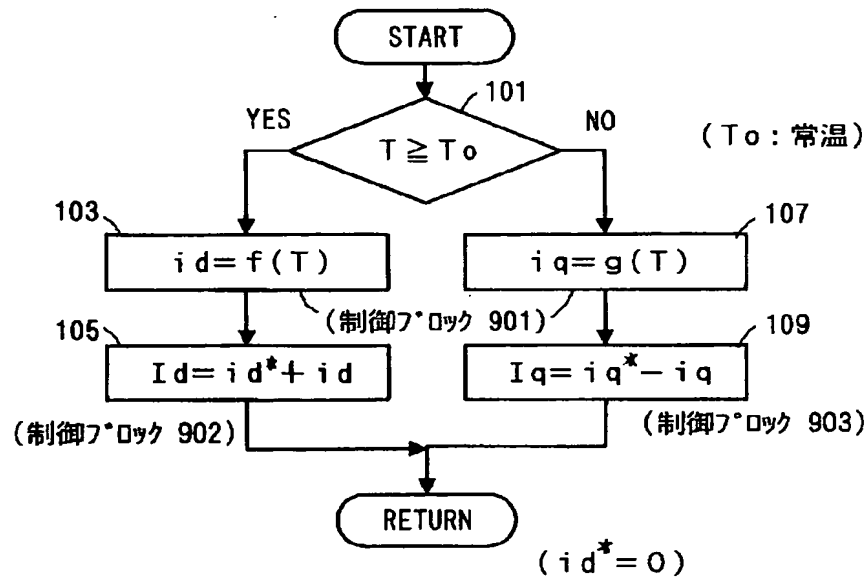 START
101
YES
NO
T≧To
(To:常温)
103
id=f(T)
107
iq=g(T)
(制御ブロック 901)
105
Id=id*+id
109
Iq=iq*-iq
(制御ブロック 902)
(制御ブロック 903)
RETURN
(id*=0)